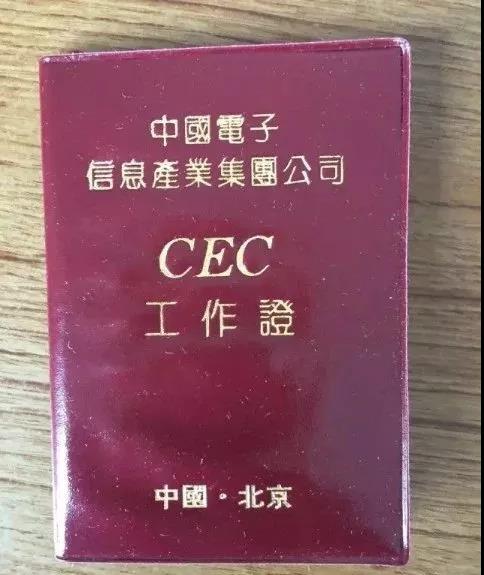 中國電子
信息產業集團公司
CEC
工作證
中國·北京